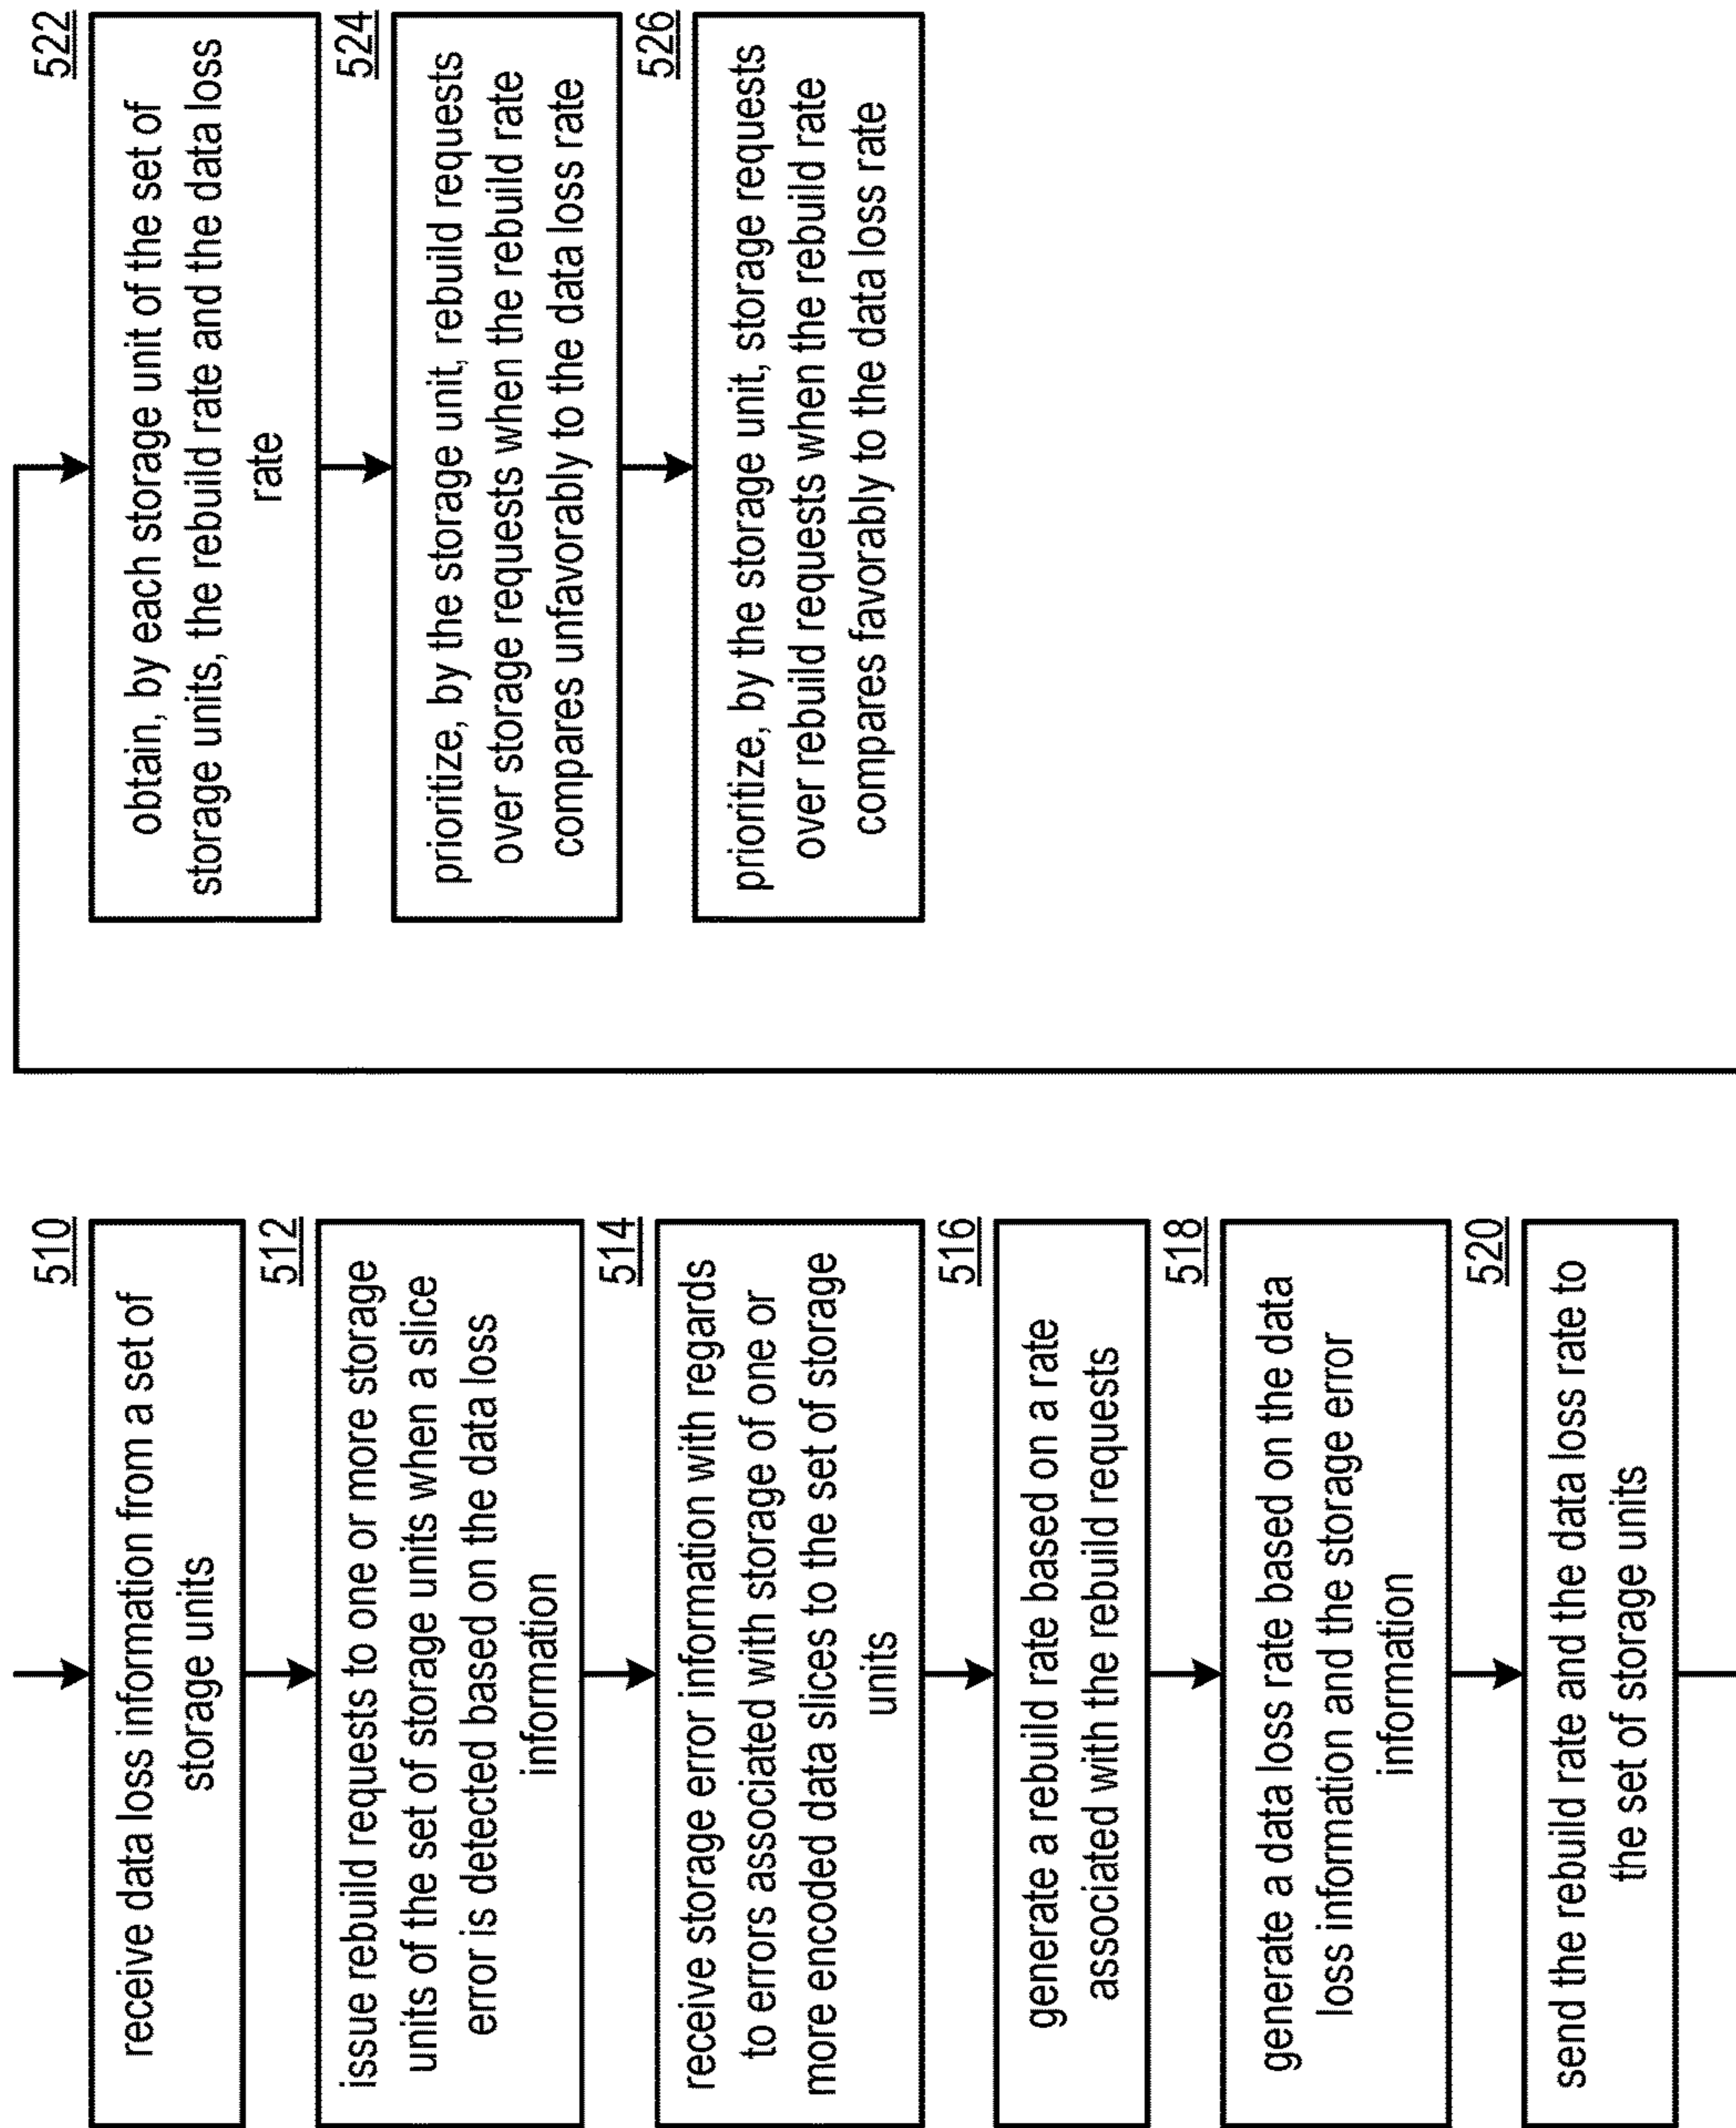 510
receive data loss information from a set of
storage units
512
issue rebuild requests to one or more storage
units of the set of storage units when a slice
error is detected based on the data loss
information
514
receive storage error information with regards
to errors associated with storage of one or
more encoded data slices to the set of storage
units
516
generate a rebuild rate based on a rate
associated with the rebuild requests
518
generate a data loss rate based on the data
loss information and the storage error
information
520
send the rebuild rate and the data loss rate to
the set of storage units
522
obtain, by each storage unit of the set of
storage units, the rebuild rate and the data loss
rate
524
prioritize, by the storage unit, rebuild requests
over storage requests when the rebuild rate
compares unfavorably to the data loss rate
526
prioritize, by the storage unit, storage requests
over rebuild requests when the rebuild rate
compares favorably to the data loss rate